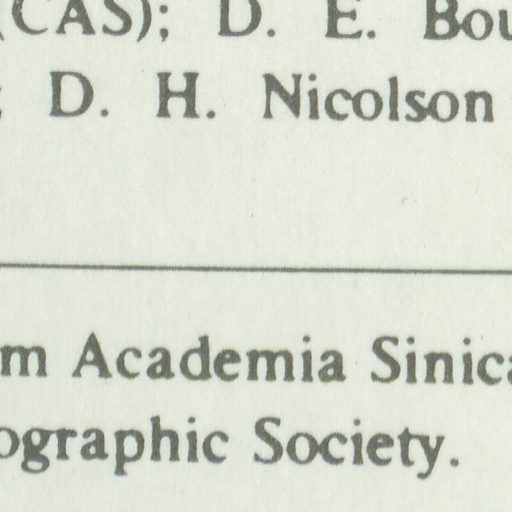 (CAS); D. E. Bou
; D. H. Nicolson
m Academia Sinica
ographic Society.